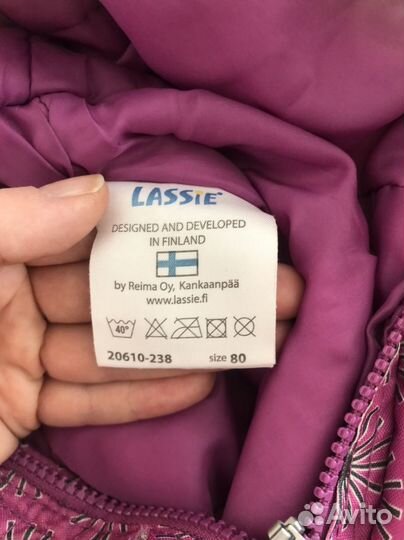 LASSIE
DESIGNED AND DEVELOPED
IN FINLAND
by Reima Oy, Kankaanpää
www.lassie.fi
40°
20610-238 size 80
Avito